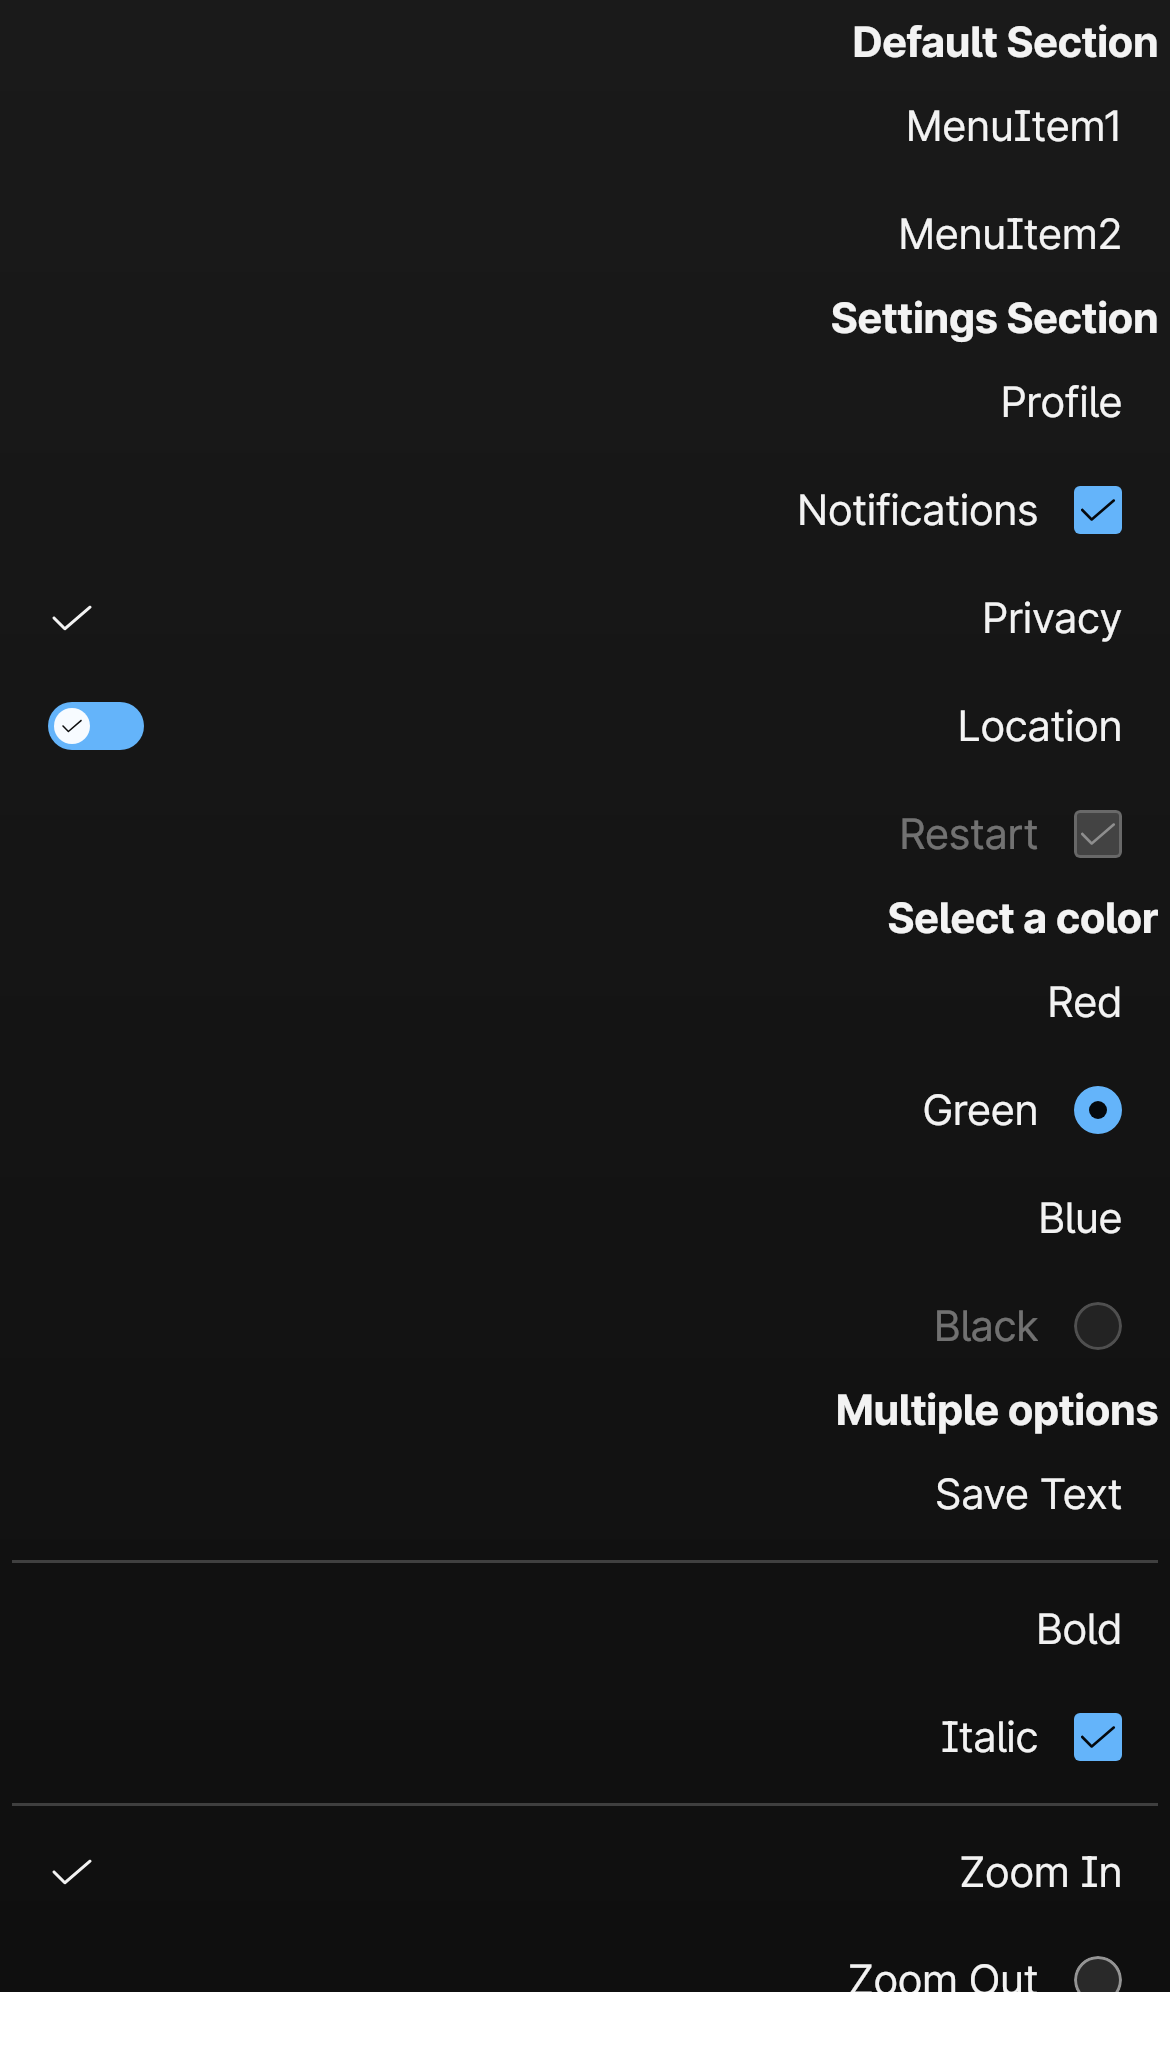 Default Section
MenuItem1
MenuItem2
Settings Section
Profile
Notifications
Privacy
Location
Restart
Select a color
Red
Green
Blue
Black
Multiple options
Save Text
Bold
Italic
Zoom In
Zoom Out